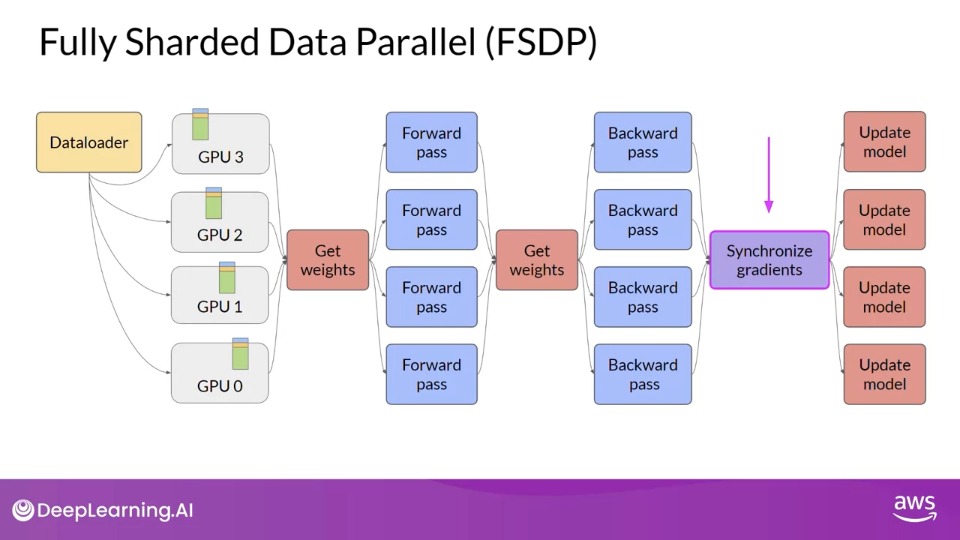 Fully Sharded Data Parallel (FSDP)
Dataloader
GPU 3
GPU 2
GPU 1
GPU 0
Get
weights
Forward
pass
Forward
pass
Forward
pass
Forward
pass
Get
weights
Backward
pass
Backward
pass
Backward
pass
Backward
pass
Synchronize
gradients
Update
model
Update
model
Update
model
Update
model
DeepLearning.AI
aws